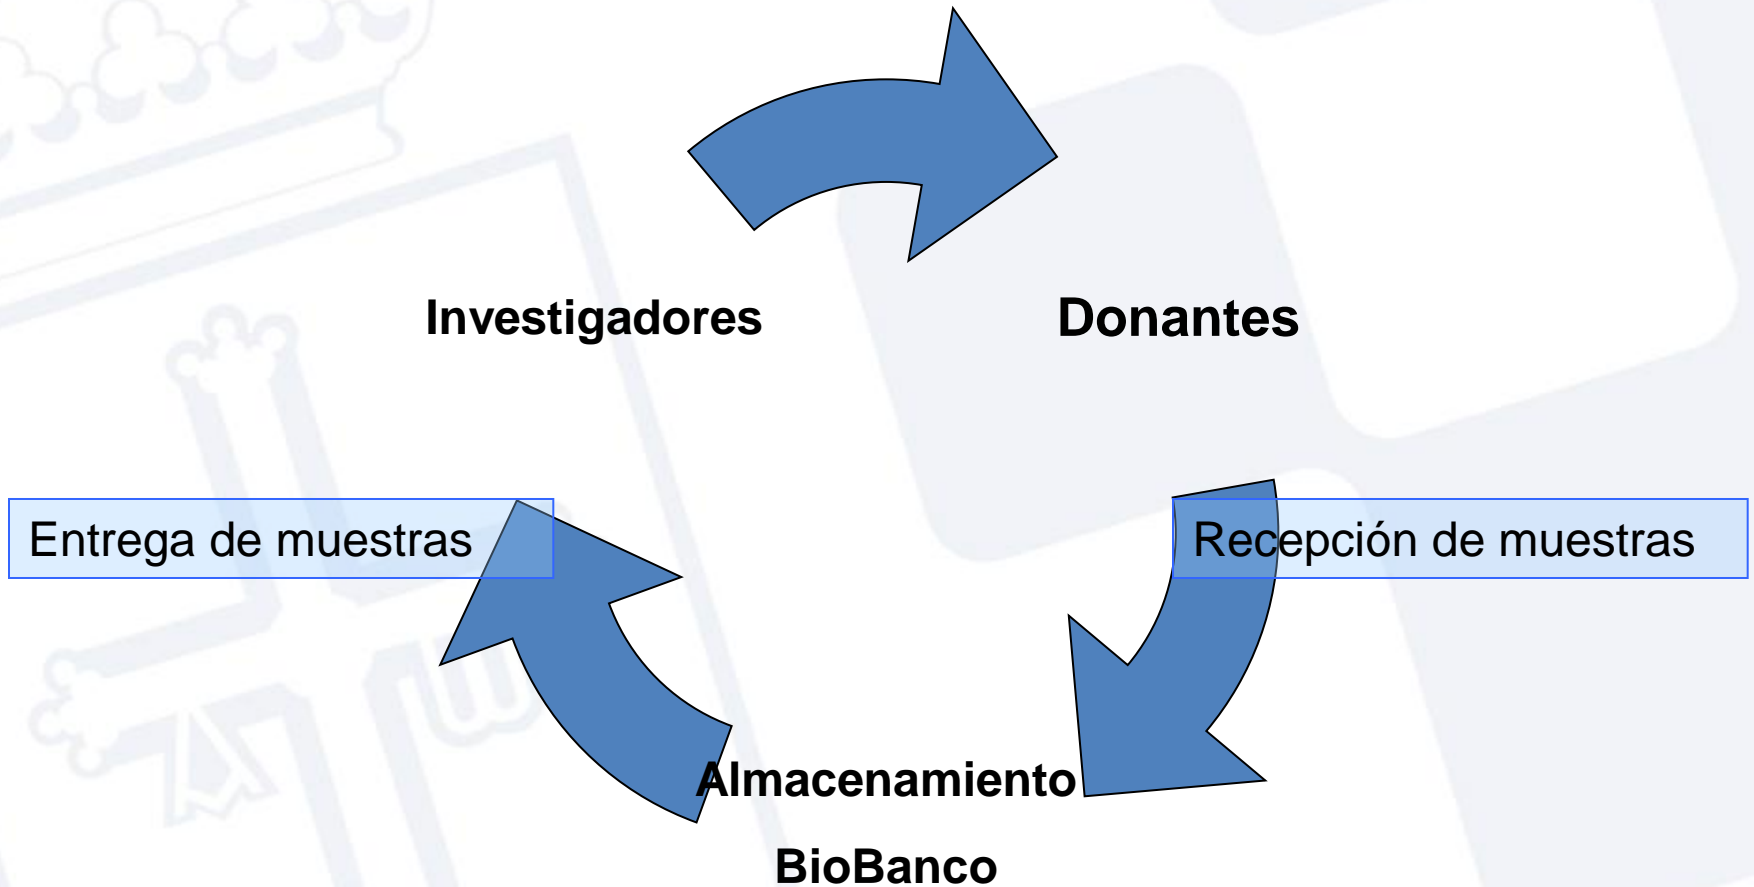 Investigadores
Donantes
Entrega de muestras
Recepción de muestras
Almacenamiento
BioBanco